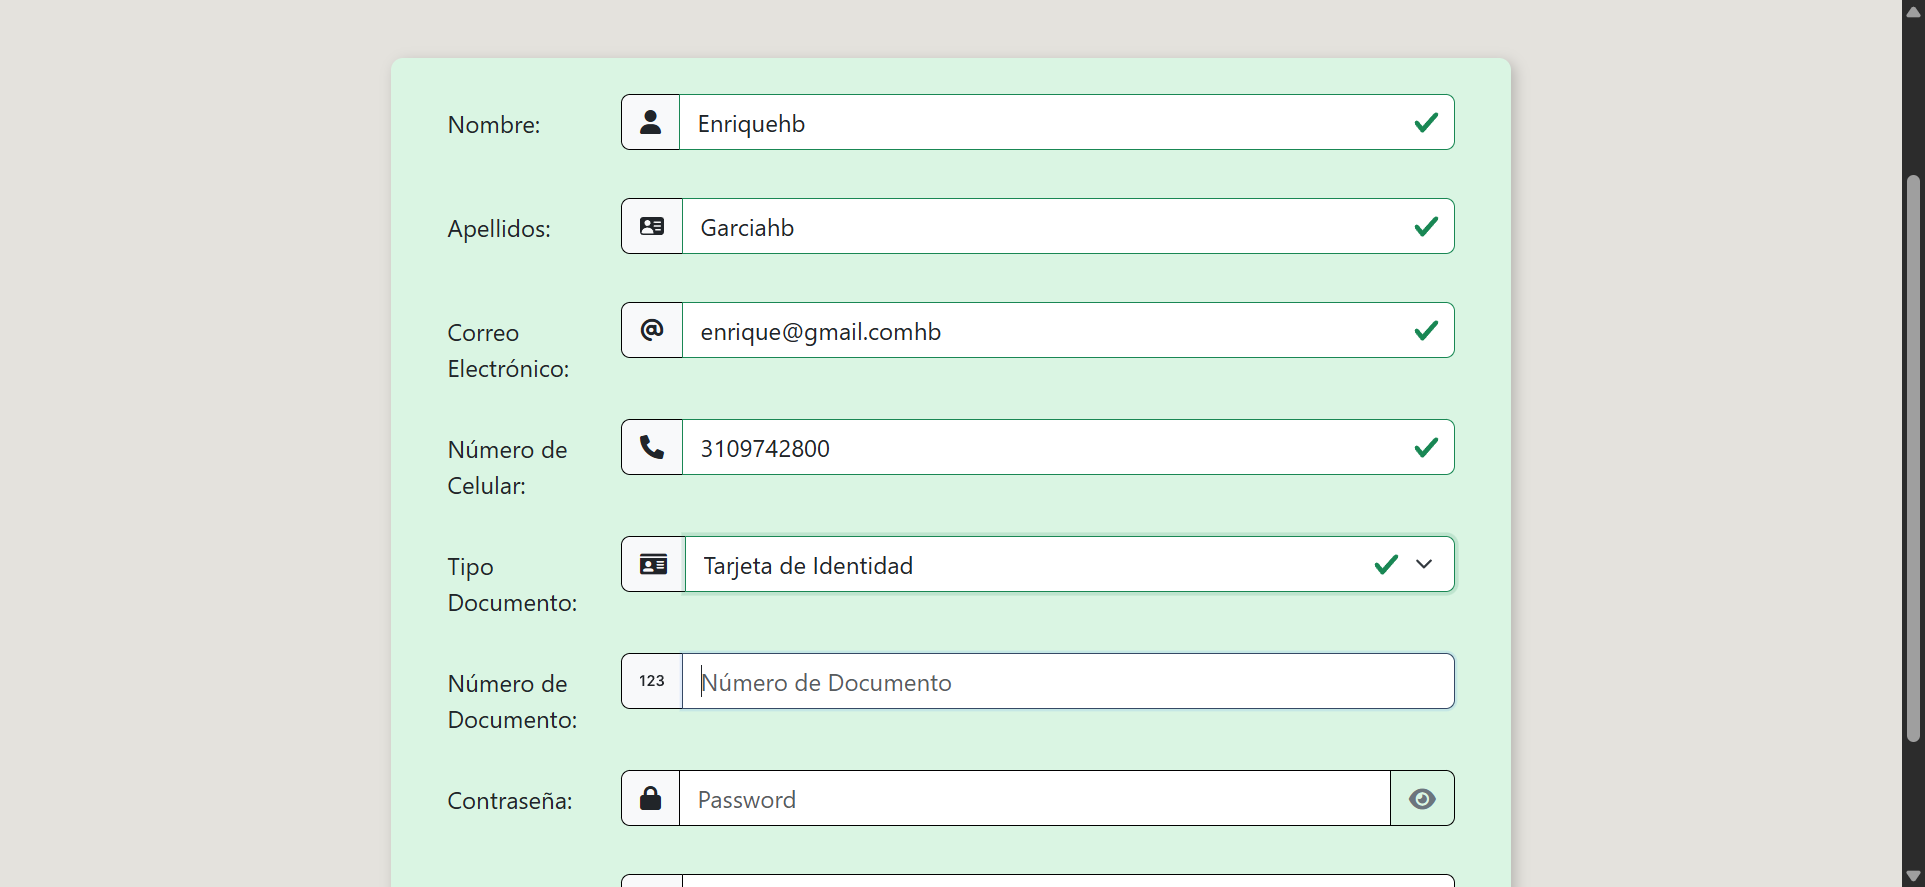 Nombre:
Enriquehb
Apellidos:
Garciahb
Correo
Electrónico:
@
enrique@gmail.comhb
Número de
Celular:
3109742800
Tipo
Documento:
Tarjeta de Identidad
Número de
Documento:
123
Número de Documento
Contraseña:
Password